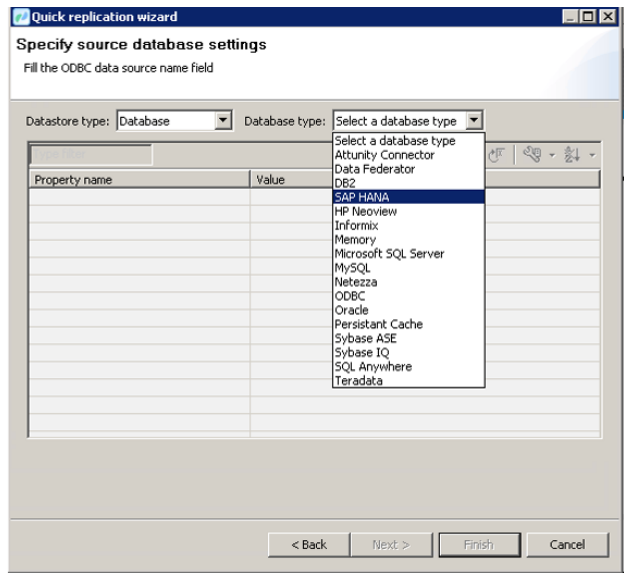 Quick replication wizard
Specify source database settings
Fill the ODBC data source name field
Datastore type: Database Database type: Select a database type
Select a database type
Attunity Connector
Data Federator
DB2
SAP HANA
HP Neoview
Informix
Memory
Microsoft SQL Server
MySQL
Netezza
ODBC
Oracle
Persistant Cache
Sybase ASE
Sybase IQ
SQL Anywhere
Teradata
Property name Value
< Back Next > Finish Cancel